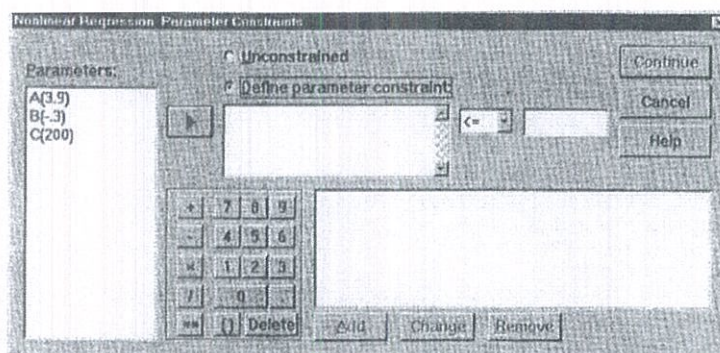 Nonlinear Regression: Parameter Constraints
Unconstrained
Define parameter constraint:
Parameters:
A(3.9)
B(-.3)
C(200)
<=
Continue
Cancel
Help
+ 7 8 9
- 4 5 6
* 1 2 3
/ 0 .
** () Delete
Add Change Remove